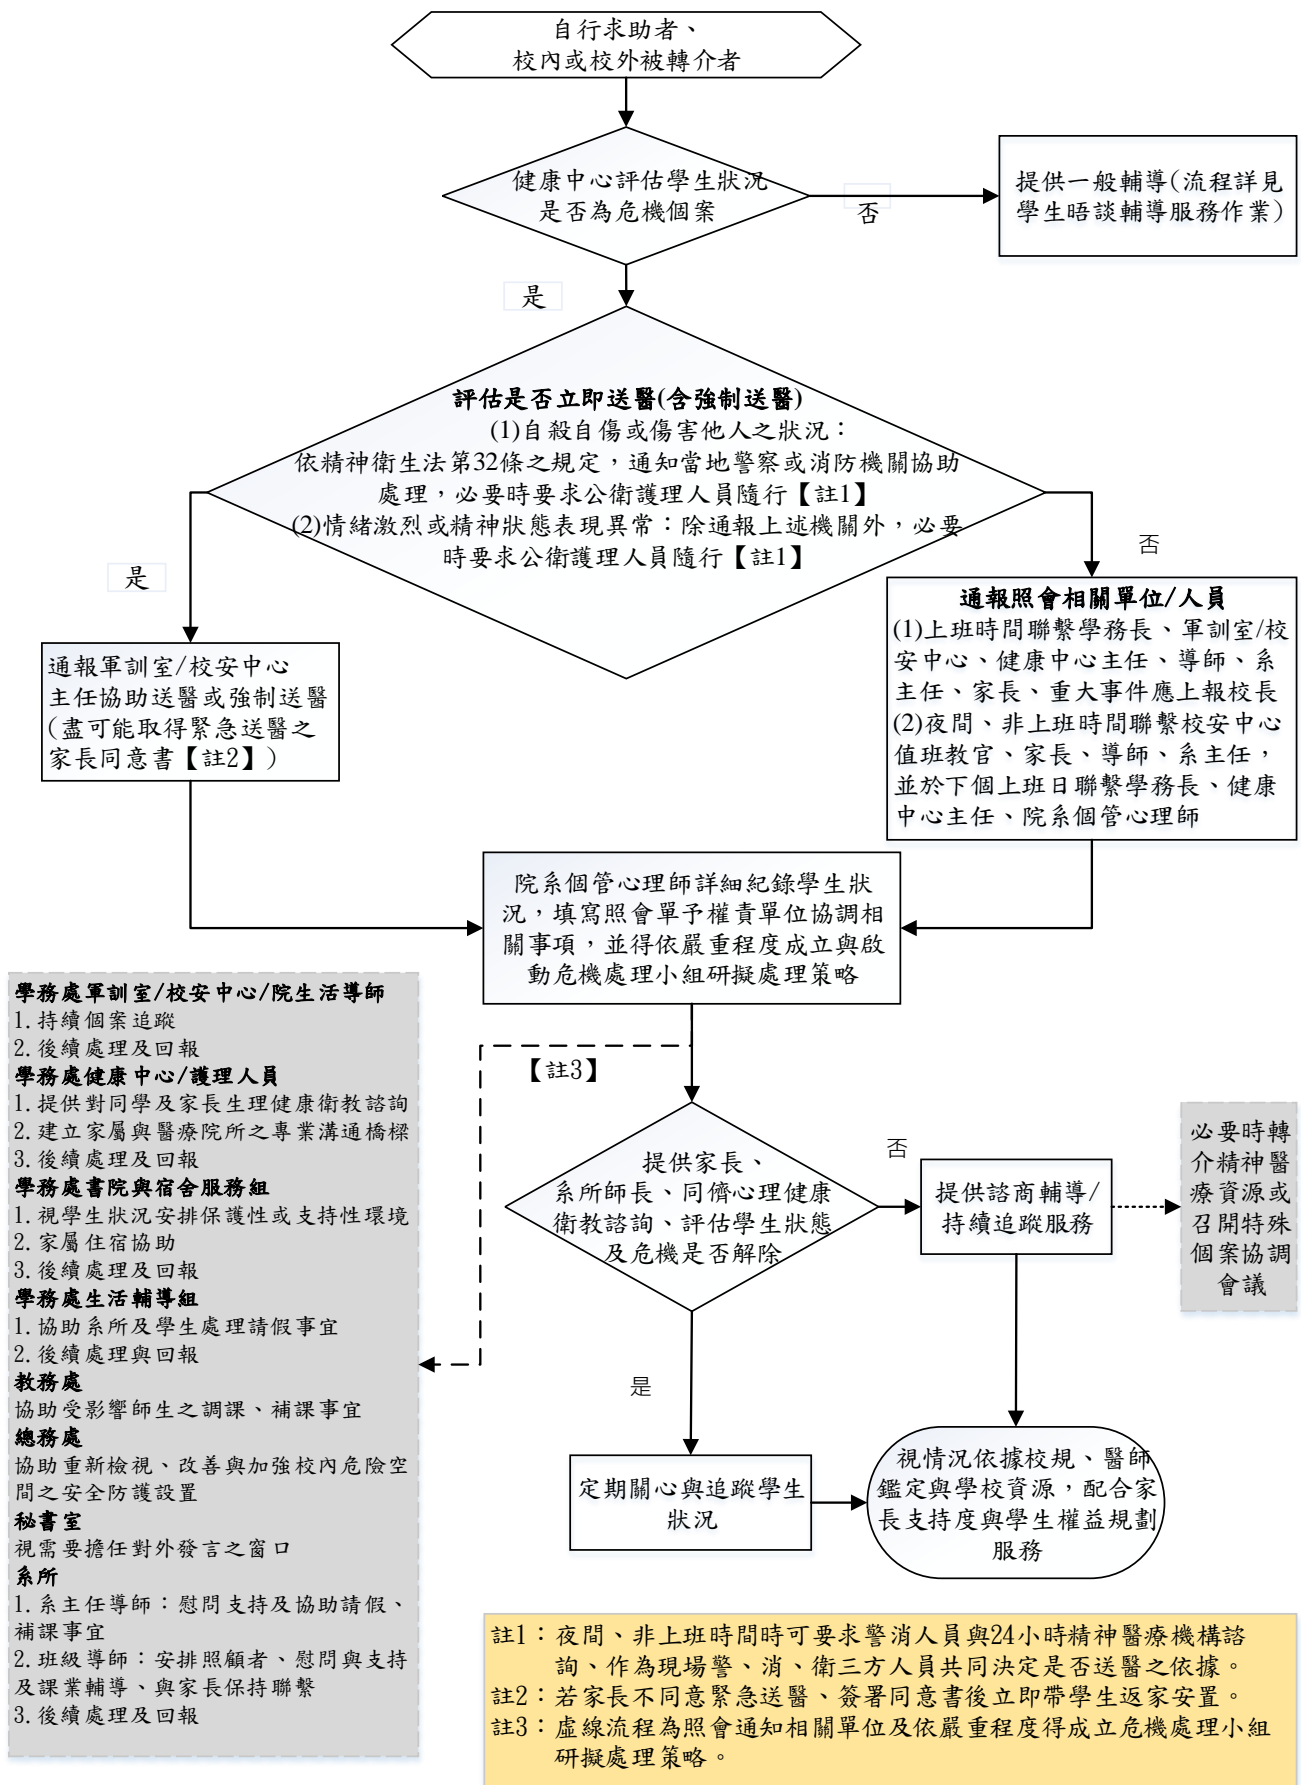 自行求助者、
校內或校外被轉介者
健康中心評估學生狀況
是否為危機個案
否
提供一般輔導(流程詳見
學生晤談輔導服務作業)
是
評估是否立即送醫(含強制送醫)
(1)自殺自傷或傷害他人之狀況：
依精神衛生法第32條之規定，通知當地警察或消防機關協助
處理，必要時要求公衛護理人員隨行【註1】
(2)情緒激烈或精神狀態表現異常：除通報上述機關外，必要
時要求公衛護理人員隨行【註1】
是
否
通報軍訓室/校安中心
主任協助送醫或強制送醫
(盡可能取得緊急送醫之
家長同意書【註2】)
通報照會相關單位/人員
(1)上班時間聯繫學務長、軍訓室/校
安中心、健康中心主任、導師、系
主任、家長、重大事件應上報校長
(2)夜間、非上班時間聯繫校安中心
值班教官、家長、導師、系主任，
並於下個上班日聯繫學務長、健康
中心主任、院系個管心理師
院系個管心理師詳細紀錄學生狀
況，填寫照會單予權責單位協調相
關事項，並得依嚴重程度成立與啟
動危機處理小組研擬處理策略
【註3】
學務處軍訓室/校安中心/院生活導師
1.持續個案追蹤
2.後續處理及回報
學務處健康中心/護理人員
1.提供對同學及家長生理健康衛教諮詢
2.建立家屬與醫療院所之專業溝通橋樑
3.後續處理及回報
學務處書院與宿舍服務組
1.視學生狀況安排保護性或支持性環境
2.家屬住宿協助
3.後續處理及回報
學務處生活輔導組
1.協助系所及學生處理請假事宜
2.後續處理與回報
教務處
協助受影響師生之調課、補課事宜
總務處
協助重新檢視、改善與加強校內危險空
間之安全防護設置
秘書室
視需要擔任對外發言之窗口
系所
1.系主任導師：慰問支持及協助請假、
補課事宜
2.班級導師：安排照顧者、慰問與支持
及課業輔導、與家長保持聯繫
3.後續處理及回報
提供家長、
系所師長、同儕心理健康
衛教諮詢、評估學生狀態
及危機是否解除
否
提供諮商輔導/
持續追蹤服務
必要時轉
介精神醫
療資源或
召開特殊
個案協調
會議
是
定期關心與追蹤學生
狀況
視情況依據校規、醫師
鑑定與學校資源，配合家
長支持度與學生權益規劃
服務
註1：夜間、非上班時間時可要求警消人員與24小時精神醫療機構諮
詢、作為現場警、消、衛三方人員共同決定是否送醫之依據。
註2：若家長不同意緊急送醫、簽署同意書後立即帶學生返家安置。
註3：虛線流程為照會通知相關單位及依嚴重程度得成立危機處理小組
研擬處理策略。